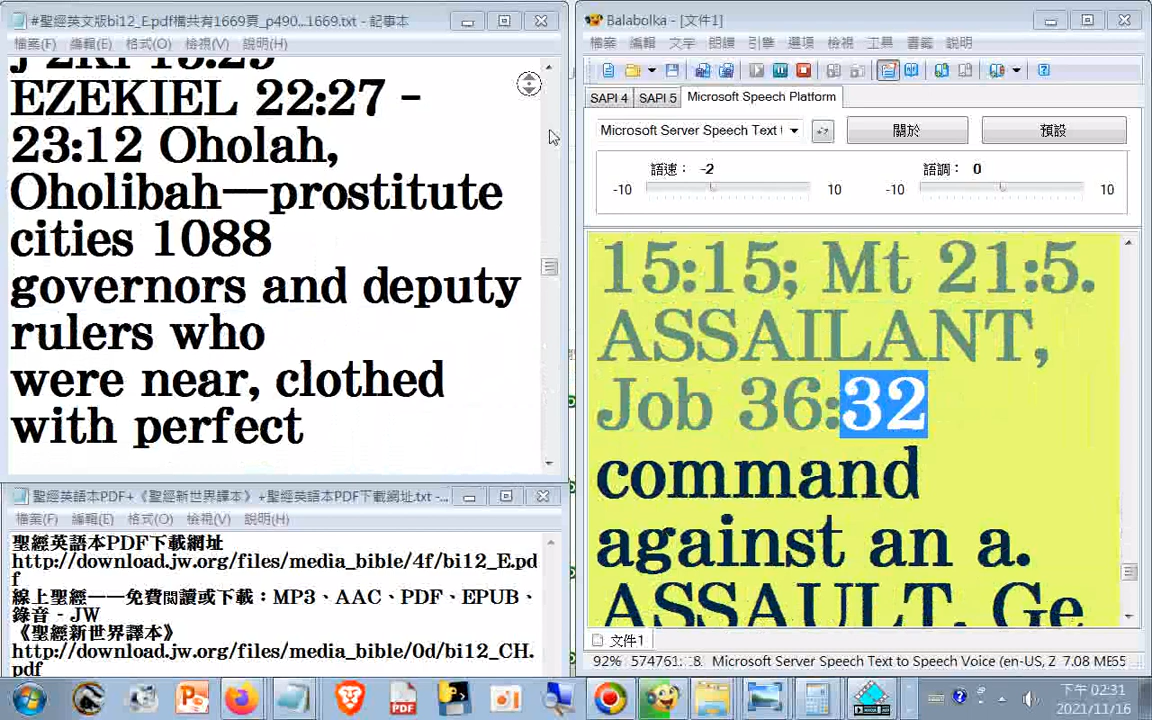 #聖經英文版bi12_E.pdf檔共有1669頁_p490...1669.txt - 記事本
檔案(F) 編輯(E) 格式(O) 檢視(V) 說明(H)
EZEKIEL 22:27 -
23:12 Oholah,
Oholibah—prostitute
cities 1088
governors and deputy
rulers who
were near, clothed
with perfect
聖經英語本PDF+《聖經新世界譯本》+聖經英語本PDF下載網址.txt -...
檔案(F) 編輯(E) 格式(O) 檢視(V) 說明(H)
聖經英語本PDF下載網址
http://download.jw.org/files/media_bible/4f/bi12_E.pd
f
線上聖經——免費閱讀或下載：MP3、AAC、PDF、EPUB、
錄音 - JW
《聖經新世界譯本》
http://download.jw.org/files/media_bible/0d/bi12_CH.
pdf
Balabolka - [文件1]
檔案 編輯 文字 朗讀 引擎 選項 檢視 工具 書籤 說明
SAPI 4 SAPI 5 Microsoft Speech Platform
Microsoft Server Speech Text 關於 預設
語速： -2 語調： 0
-10 10 -10 10
15:15; Mt 21:5.
ASSAILANT,
Job 36:32
command
against an a.
ASSAULT, Ge
文件1
92% 574761: Microsoft Server Speech Text to Speech Voice (en-US, Z 7.08 ME
PDF
下午 02:31
2021/11/16